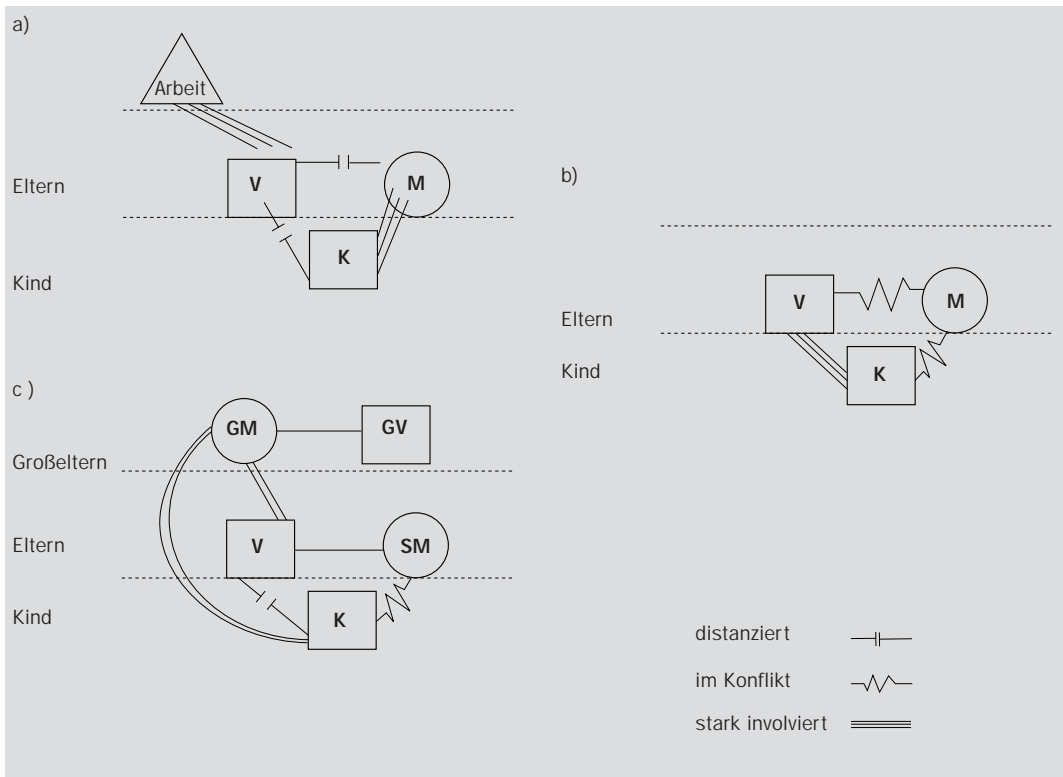 a)
Arbeit
Eltern
V
M
K
Kind
b)
V
M
Eltern
Kind
K
c )
GM
GV
Großeltern
Eltern
V
SM
Kind
K
distanziert
im Konflikt
stark involviert